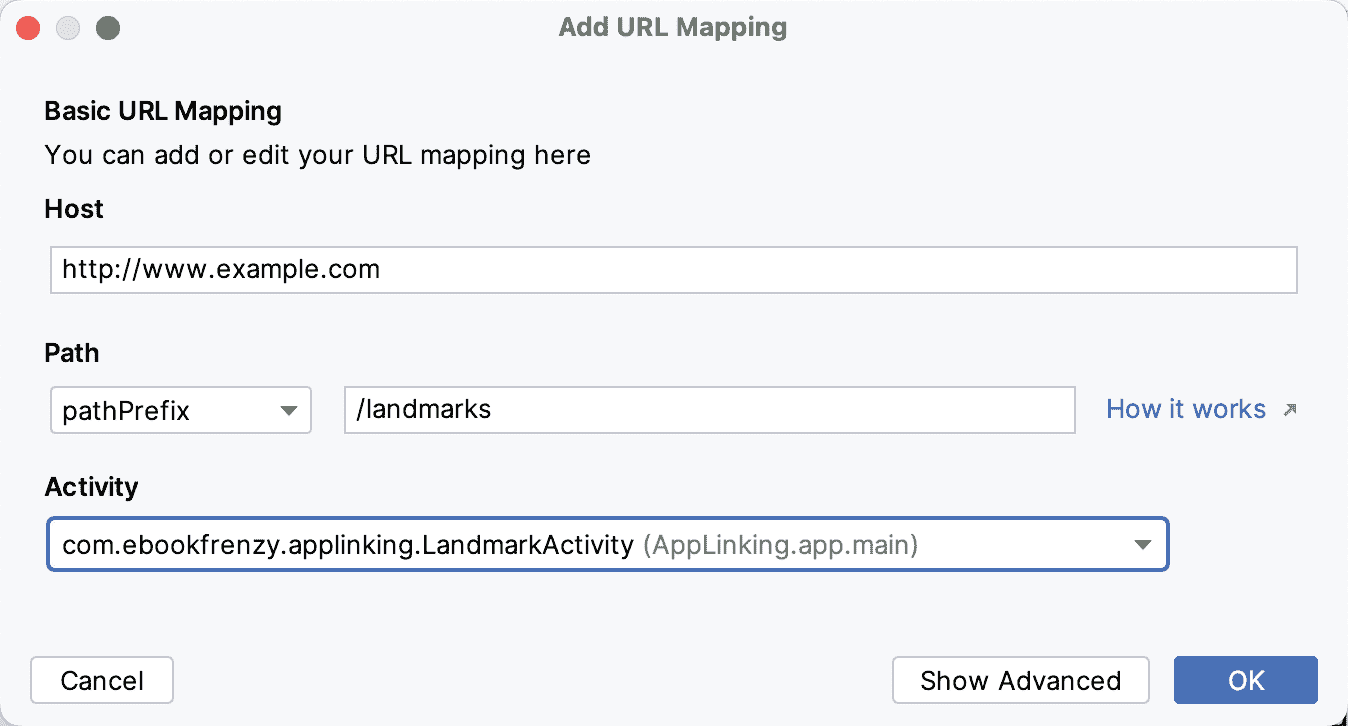 Add URL Mapping
Basic URL Mapping
You can add or edit your URL mapping here
Host
http://www.example.com
Path
pathPrefix /landmarks How it works
Activity
com.ebookfrenzy.applinking.LandmarkActivity (AppLinking.app.main)
Cancel Show Advanced OK